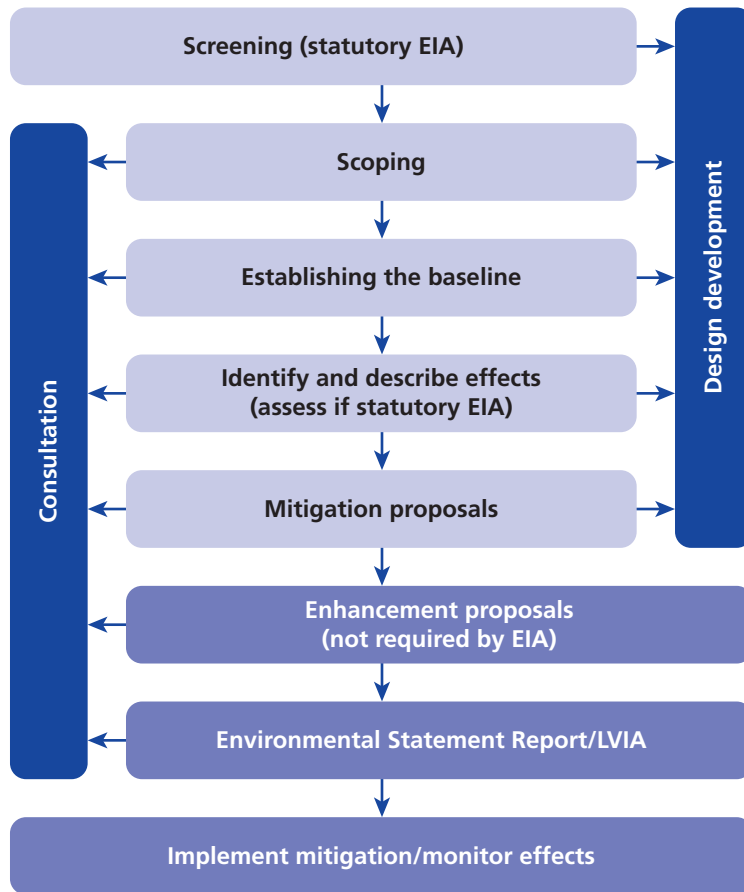 Screening (statutory EIA)
Scoping
Establishing the baseline
Identify and describe effects
(assess if statutory EIA)
Mitigation proposals
Enhancement proposals
(not required by EIA)
Environmental Statement Report/LVIA
Implement mitigation/monitor effects
Consultation
Design development